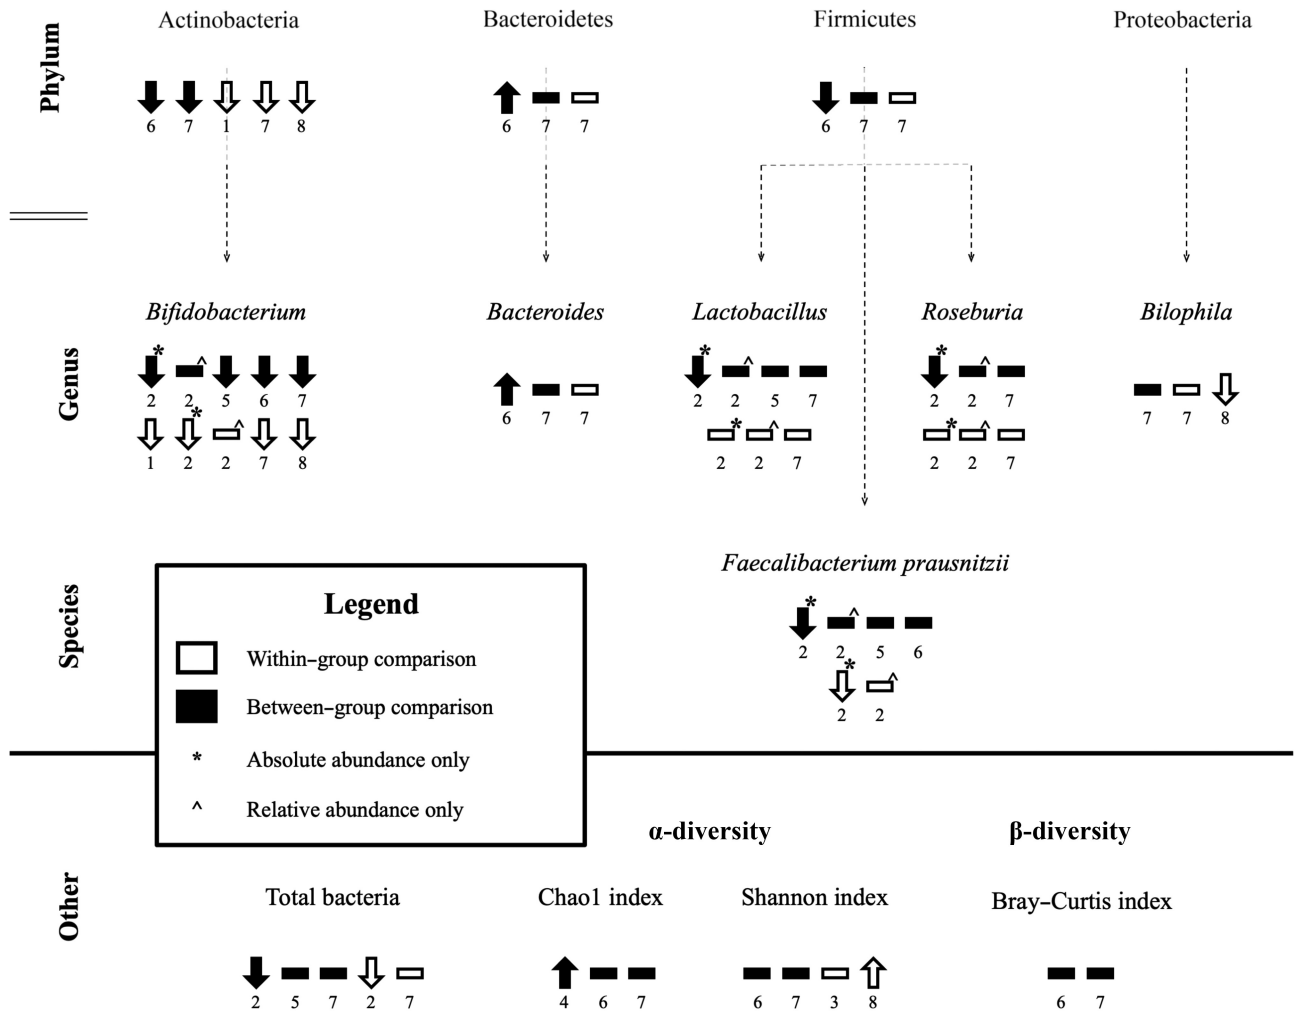 Phylum
Actinobacteria Bacteroidetes Firmicutes Proteobacteria
6 7 1 7 8 6 7 7 6 7 7
Genus
Bifidobacterium Bacteroides Lactobacillus Roseburia Bilophila
* ^ * ^ * ^
2 2 5 6 7 6 7 7 2 2 5 7 2 2 7 7 7 8
* ^ * ^ * ^
1 2 2 7 8 2 2 7 2 2 7
Species
Faecalibacterium prausnitzii
* ^
2 2 5 6
* ^
2 2
Legend
Within-group comparison
Between-group comparison
* Absolute abundance only
^ Relative abundance only
Other
α-diversity β-diversity
Total bacteria Chao1 index Shannon index Bray-Curtis index
2 5 7 2 7 4 6 7 6 7 3 8 6 7